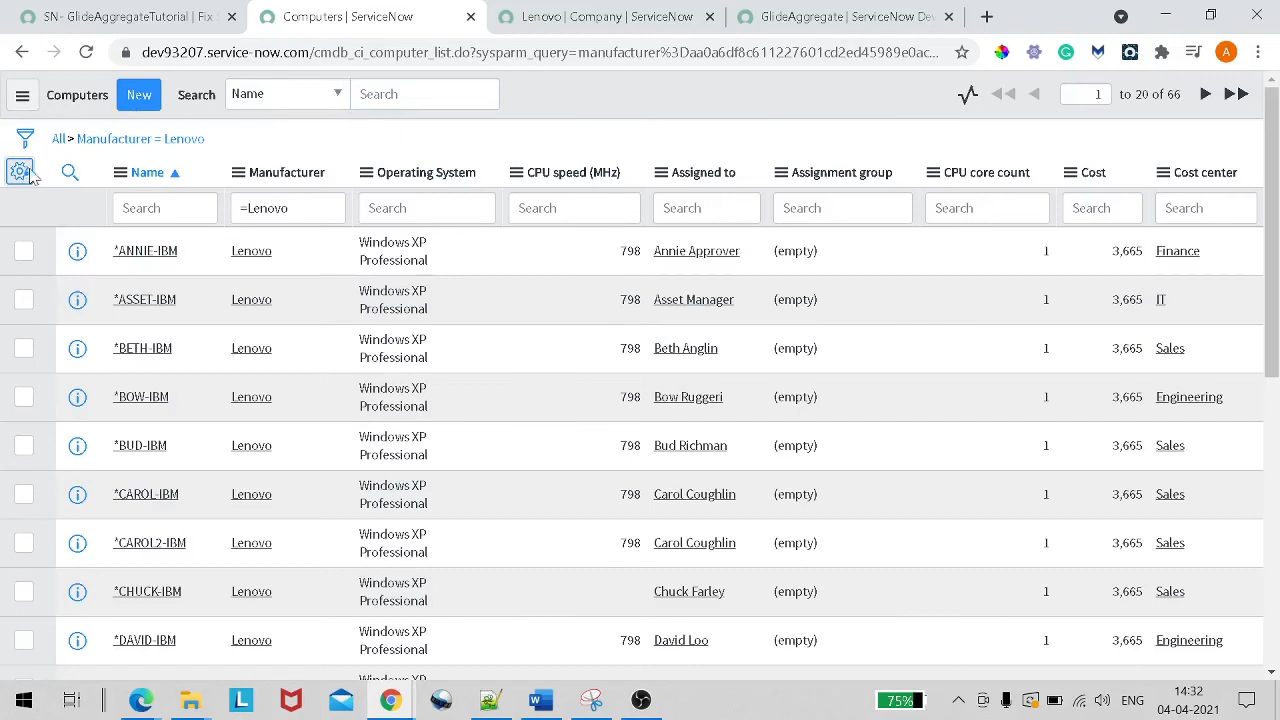 SN- GlideAggregateTutorial | Fix
Computers | ServiceNow
Lenovo | Company | ServiceNow
GlideAggregate | ServiceNow Dev
dev93207.service-now.com/cmdb_ci_computer_list.do?sysparm_query=manufacturer%3Daa0a6df8c611227601cd2ed45989e0ac...
A
Computers New Search Name Search 1 to 20 of 66
All > Manufacturer = Lenovo
Name Manufacturer Operating System CPU speed (MHz) Assigned to Assignment group CPU core count Cost Cost center
Search =Lenovo Search Search Search Search Search Search Search
*ANNIE-IBM Lenovo Windows XP Professional 798 Annie Approver (empty) 1 3,665 Finance
*ASSET-IBM Lenovo Windows XP Professional 798 Asset Manager (empty) 1 3,665 IT
*BETH-IBM Lenovo Windows XP Professional 798 Beth Anglin (empty) 1 3,665 Sales
*BOW-IBM Lenovo Windows XP Professional 798 Bow Ruggeri (empty) 1 3,665 Engineering
*BUD-IBM Lenovo Windows XP Professional 798 Bud Richman (empty) 1 3,665 Sales
*CAROL-IBM Lenovo Windows XP Professional 798 Carol Coughlin (empty) 1 3,665 Sales
*CAROL2-IBM Lenovo Windows XP Professional 798 Carol Coughlin (empty) 1 3,665 Sales
*CHUCK-IBM Lenovo Windows XP Professional Chuck Farley (empty) 1 3,665 Sales
*DAVID-IBM Lenovo Windows XP Professional 798 David Loo (empty) 1 3,665 Engineering
Windows XP
75% ENG 14:32
04-04-2021